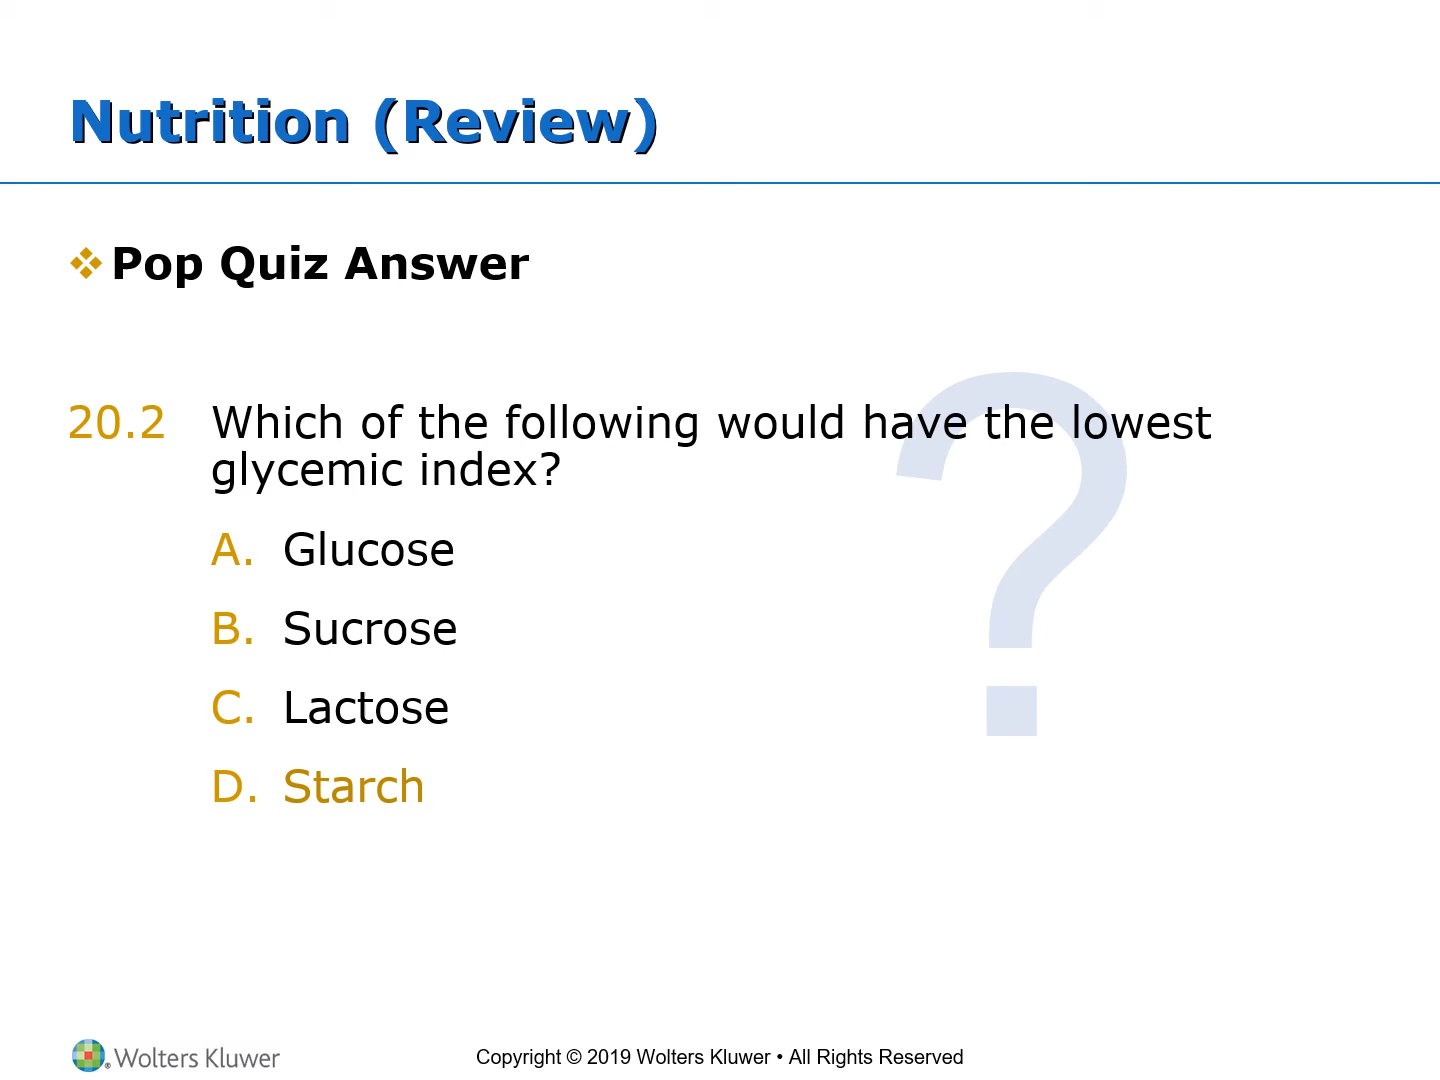 Nutrition (Review)
❖ Pop Quiz Answer
20.2 Which of the following would have the lowest
glycemic index?
A. Glucose
B. Sucrose
C. Lactose
D. Starch
?
Wolters Kluwer
Copyright © 2019 Wolters Kluwer • All Rights Reserved